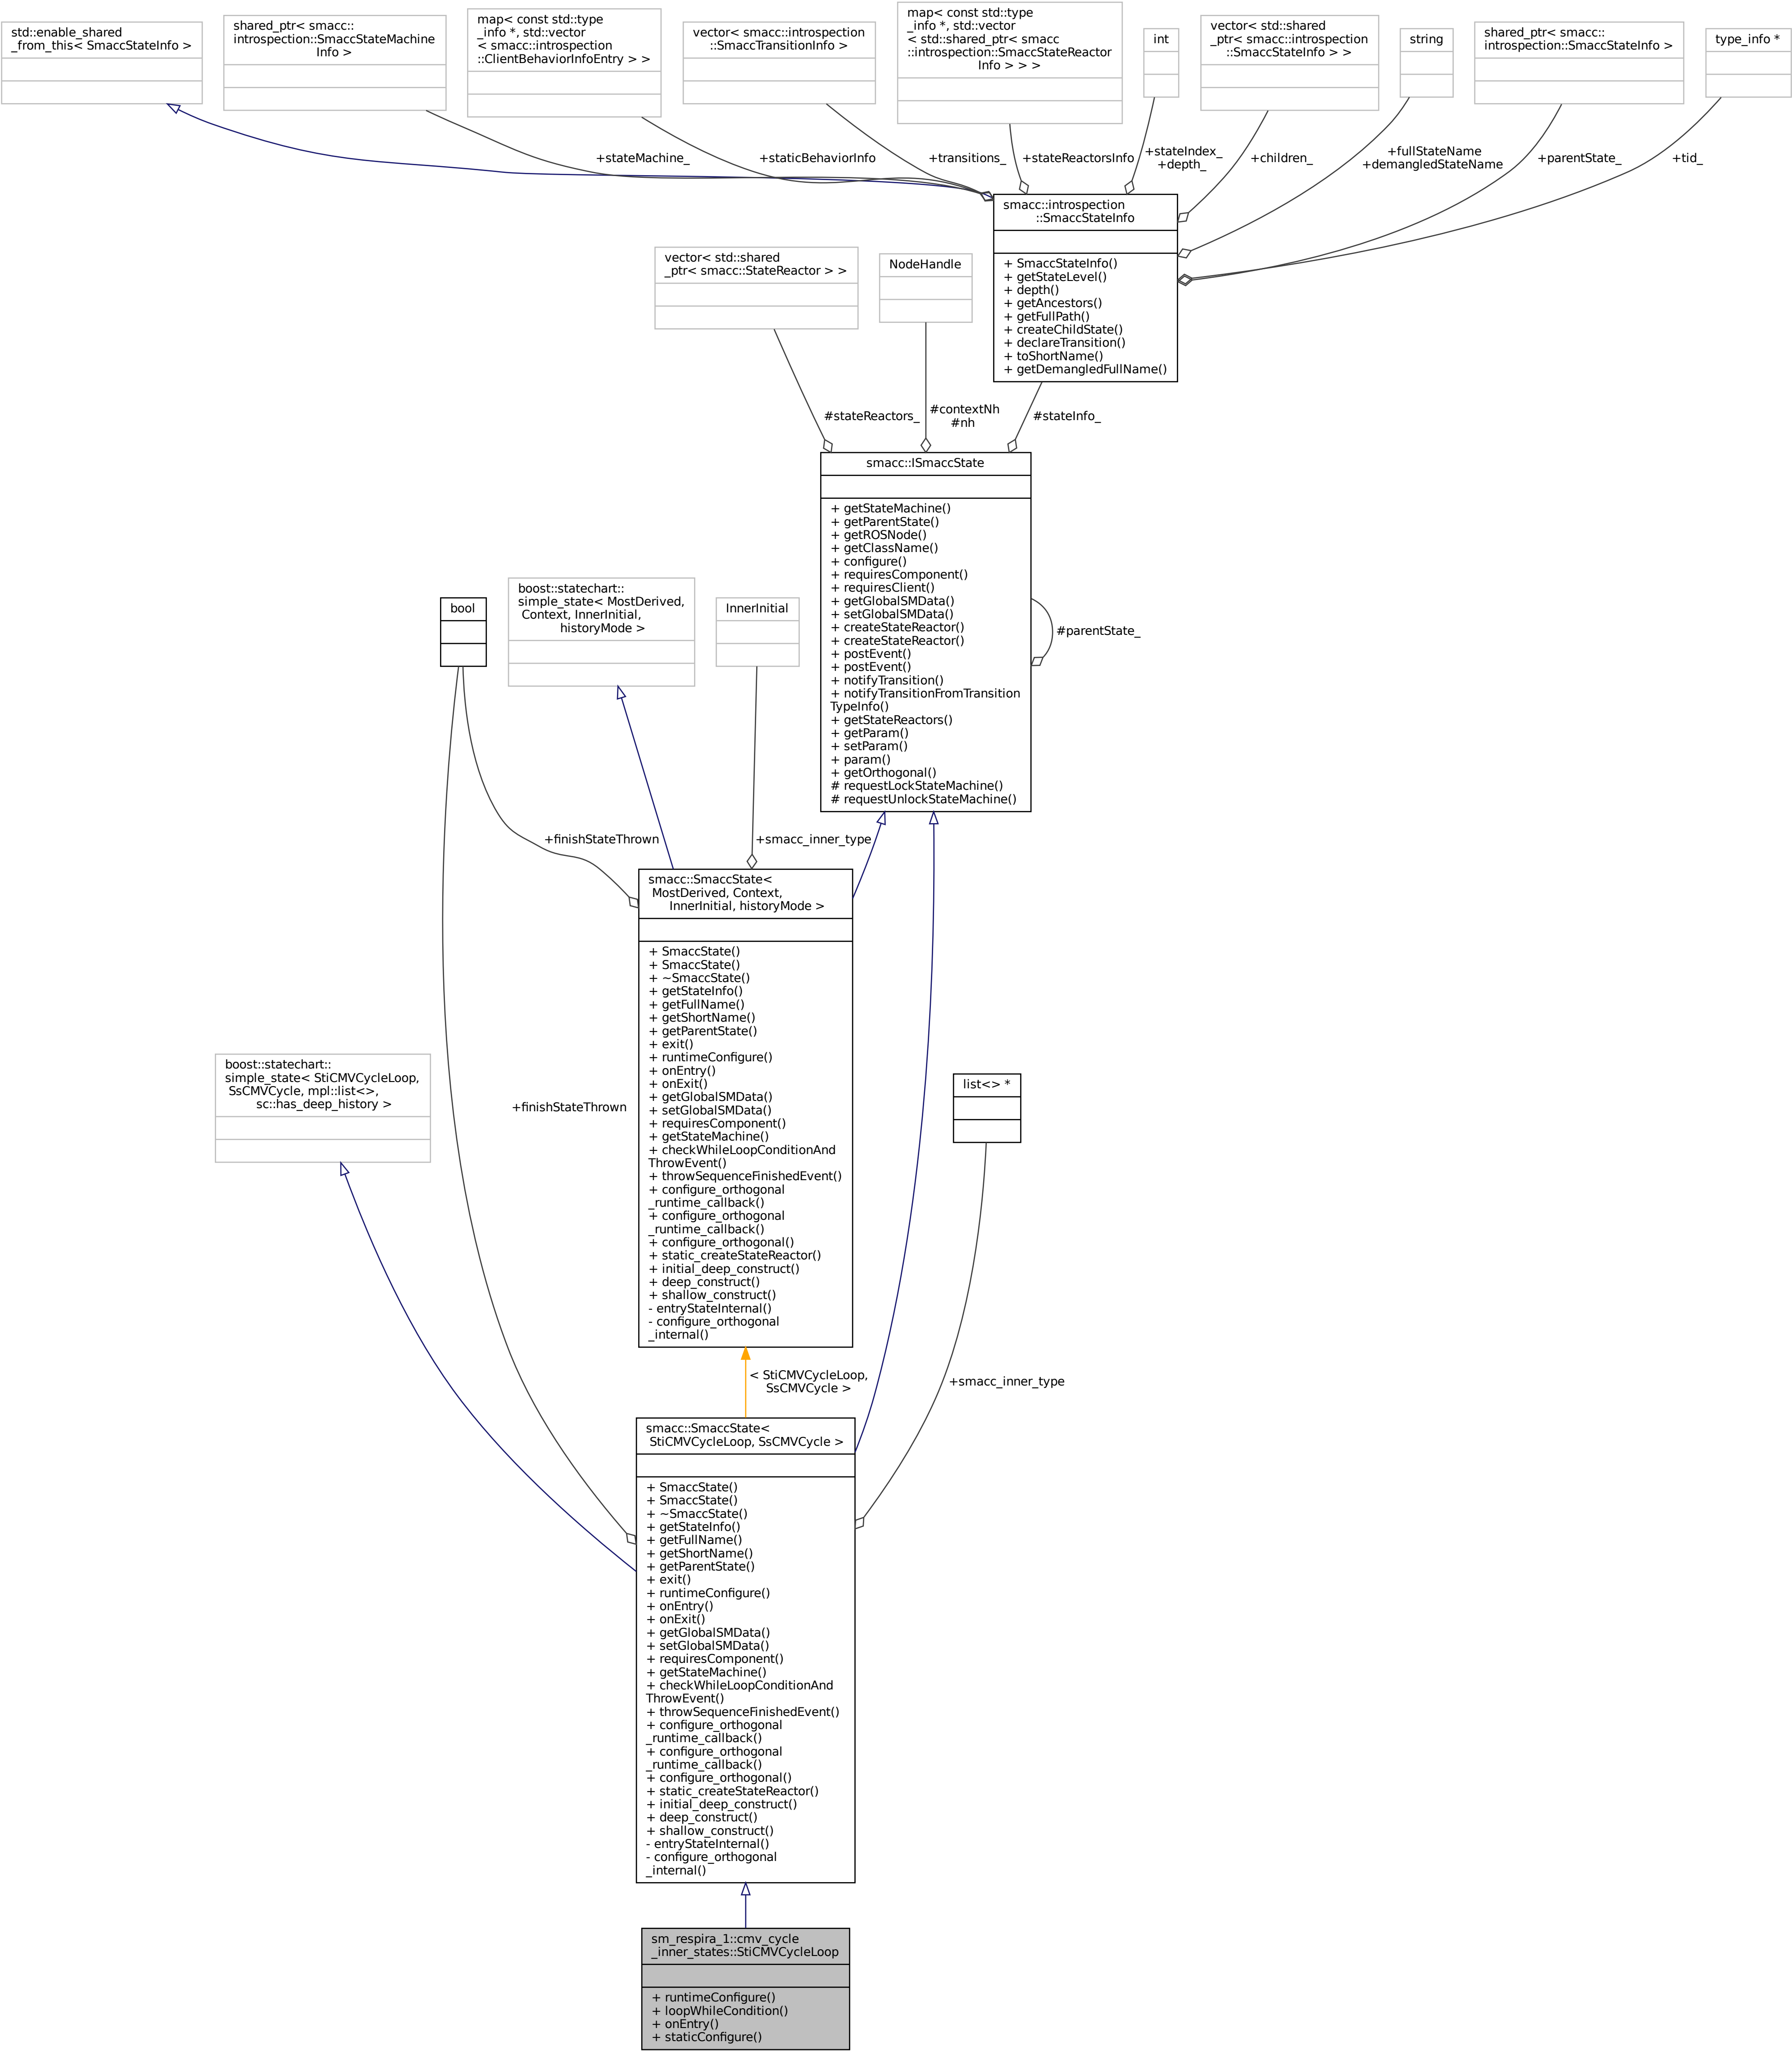 std::enable_shared
_from_this< SmaccStateInfo >
shared_ptr< smacc::
introspection::SmaccStateMachine
Info >
map< const std::type
_info *, std::vector
< smacc::introspection
::ClientBehaviorInfoEntry > >
vector< smacc::introspection
::SmaccTransitionInfo >
map< const std::type
_info *, std::vector
< std::shared_ptr< smacc
::introspection::SmaccStateReactor
Info > > >
int
vector< std::shared
_ptr< smacc::introspection
::SmaccStateInfo > >
string
shared_ptr< smacc::
introspection::SmaccStateInfo >
type_info *
+stateMachine_
+staticBehaviorInfo
+transitions_
+stateReactorsInfo
+stateIndex_
+depth_
+children_
+fullStateName
+demangledStateName
+parentState_
+tid_
smacc::introspection
::SmaccStateInfo
+ SmaccStateInfo()
+ getStateLevel()
+ depth()
+ getAncestors()
+ getFullPath()
+ createChildState()
+ declareTransition()
+ toShortName()
+ getDemangledFullName()
vector< std::shared
_ptr< smacc::StateReactor > >
NodeHandle
#stateReactors_
#contextNh
#nh
#stateInfo_
smacc::ISmaccState
+ getStateMachine()
+ getParentState()
+ getROSNode()
+ getClassName()
+ configure()
+ requiresComponent()
+ requiresClient()
+ getGlobalSMData()
+ setGlobalSMData()
+ createStateReactor()
+ createStateReactor()
+ postEvent()
+ postEvent()
+ notifyTransition()
+ notifyTransitionFromTransition
TypeInfo()
+ getStateReactors()
+ getParam()
+ setParam()
+ param()
+ getOrthogonal()
# requestLockStateMachine()
# requestUnlockStateMachine()
#parentState_
bool
boost::statechart::
simple_state< MostDerived,
Context, InnerInitial,
historyMode >
InnerInitial
+finishStateThrown
+smacc_inner_type
smacc::SmaccState<
MostDerived, Context,
InnerInitial, historyMode >
+ SmaccState()
+ SmaccState()
+ ~SmaccState()
+ getStateInfo()
+ getFullName()
+ getShortName()
+ getParentState()
+ exit()
+ runtimeConfigure()
+ onEntry()
+ onExit()
+ getGlobalSMData()
+ setGlobalSMData()
+ requiresComponent()
+ getStateMachine()
+ checkWhileLoopConditionAnd
ThrowEvent()
+ throwSequenceFinishedEvent()
+ configure_orthogonal
_runtime_callback()
+ configure_orthogonal
_runtime_callback()
+ configure_orthogonal()
+ static_createStateReactor()
+ initial_deep_construct()
+ deep_construct()
+ shallow_construct()
- entryStateInternal()
- configure_orthogonal
_internal()
boost::statechart::
simple_state< StiCMVCycleLoop,
SsCMVCycle, mpl::list<>,
sc::has_deep_history >
+finishStateThrown
list<> *
< StiCMVCycleLoop,
SsCMVCycle >
+smacc_inner_type
smacc::SmaccState<
StiCMVCycleLoop, SsCMVCycle >
+ SmaccState()
+ SmaccState()
+ ~SmaccState()
+ getStateInfo()
+ getFullName()
+ getShortName()
+ getParentState()
+ exit()
+ runtimeConfigure()
+ onEntry()
+ onExit()
+ getGlobalSMData()
+ setGlobalSMData()
+ requiresComponent()
+ getStateMachine()
+ checkWhileLoopConditionAnd
ThrowEvent()
+ throwSequenceFinishedEvent()
+ configure_orthogonal
_runtime_callback()
+ configure_orthogonal
_runtime_callback()
+ configure_orthogonal()
+ static_createStateReactor()
+ initial_deep_construct()
+ deep_construct()
+ shallow_construct()
- entryStateInternal()
- configure_orthogonal
_internal()
sm_respira_1::cmv_cycle
_inner_states::StiCMVCycleLoop
+ runtimeConfigure()
+ loopWhileCondition()
+ onEntry()
+ staticConfigure()